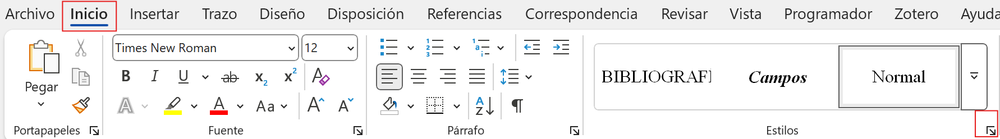 Archivo Inicio Insertar Trazo Diseño Disposición Referencias Correspondencia Revisar Vista Programador Zotero Ayuda
Times New Roman 12
BIBLIOGRAFI Campos Normal
B I U ab x₂ x²
Pegar
A A Aa A A
Portapapeles Fuente Párrafo Estilos